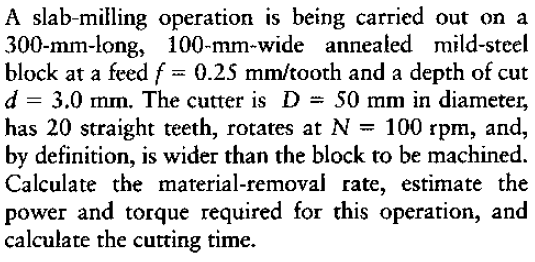 A slab-milling operation is being carried out on a
300-mm-long, 100-mm-wide annealed mild-steel
block at a feed f = 0.25 mm/tooth and a depth of cut
d = 3.0 mm. The cutter is D = 50 mm in diameter,
has 20 straight teeth, rotates at N = 100 rpm, and,
by definition, is wider than the block to be machined.
Calculate the material-removal rate, estimate the
power and torque required for this operation, and
calculate the cutting time.